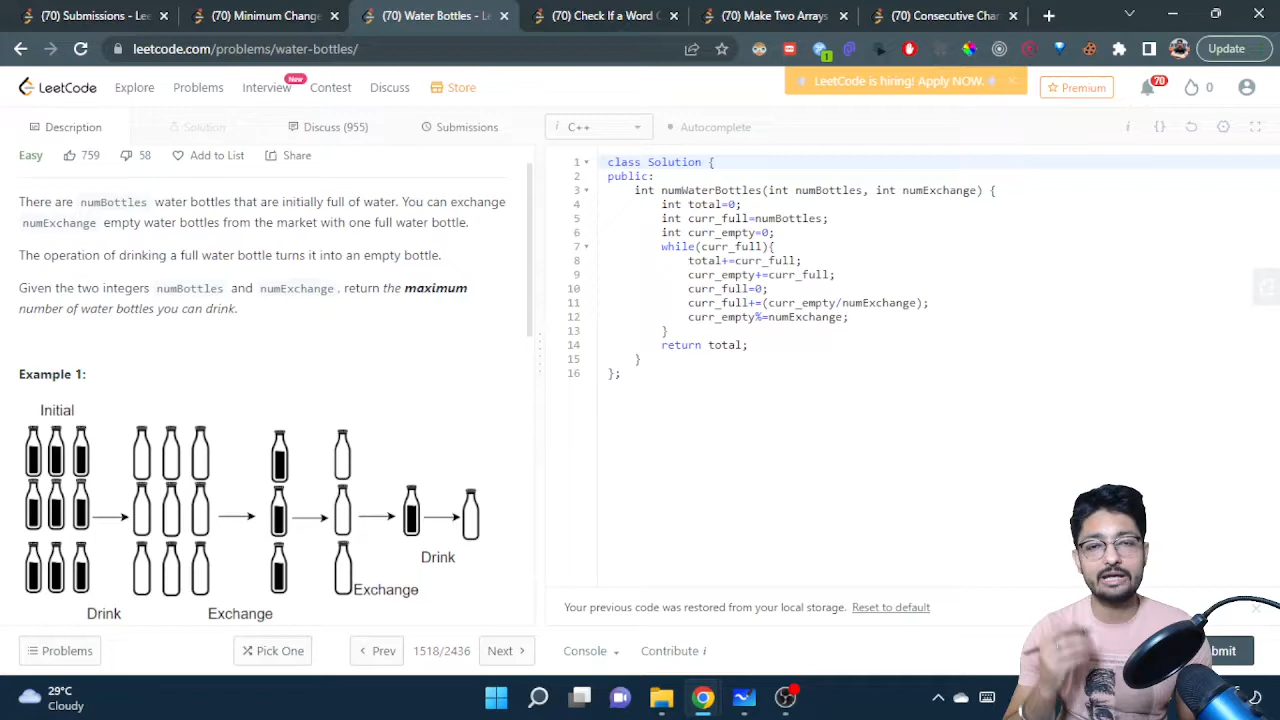 (70) Submissions - Lee
(70) Minimum Change
(70) Water Bottles - Le
(70) Check If a Word C
(70) Make Two Arrays
(70) Consecutive Char
leetcode.com/problems/water-bottles/
1
Update
LeetCode
Explore
Problems
Interview
New
Contest
Discuss
Store
LeetCode is hiring! Apply NOW.
Premium
70
0
Description
Solution
Discuss (955)
Submissions
i C++
Autocomplete
Easy
759
58
Add to List
Share
There are numBottles water bottles that are initially full of water. You can exchange
numExchange empty water bottles from the market with one full water bottle.
The operation of drinking a full water bottle turns it into an empty bottle.
Given the two integers numBottles and numExchange, return the maximum
number of water bottles you can drink.
Example 1:
Initial
Drink
Exchange
Exchange
Drink
1 class Solution {
2 public:
3 int numWaterBottles(int numBottles, int numExchange) {
4 int total=0;
5 int curr_full=numBottles;
6 int curr_empty=0;
7 while(curr_full){
8 total+=curr_full;
9 curr_empty+=curr_full;
10 curr_full=0;
11 curr_full+=(curr_empty/numExchange);
12 curr_empty%=numExchange;
13 }
14 return total;
15 }
16 };
Your previous code was restored from your local storage. Reset to default
Problems
Pick One
Prev
1518/2436
Next
Console
Contribute i
bmit
29°C
Cloudy